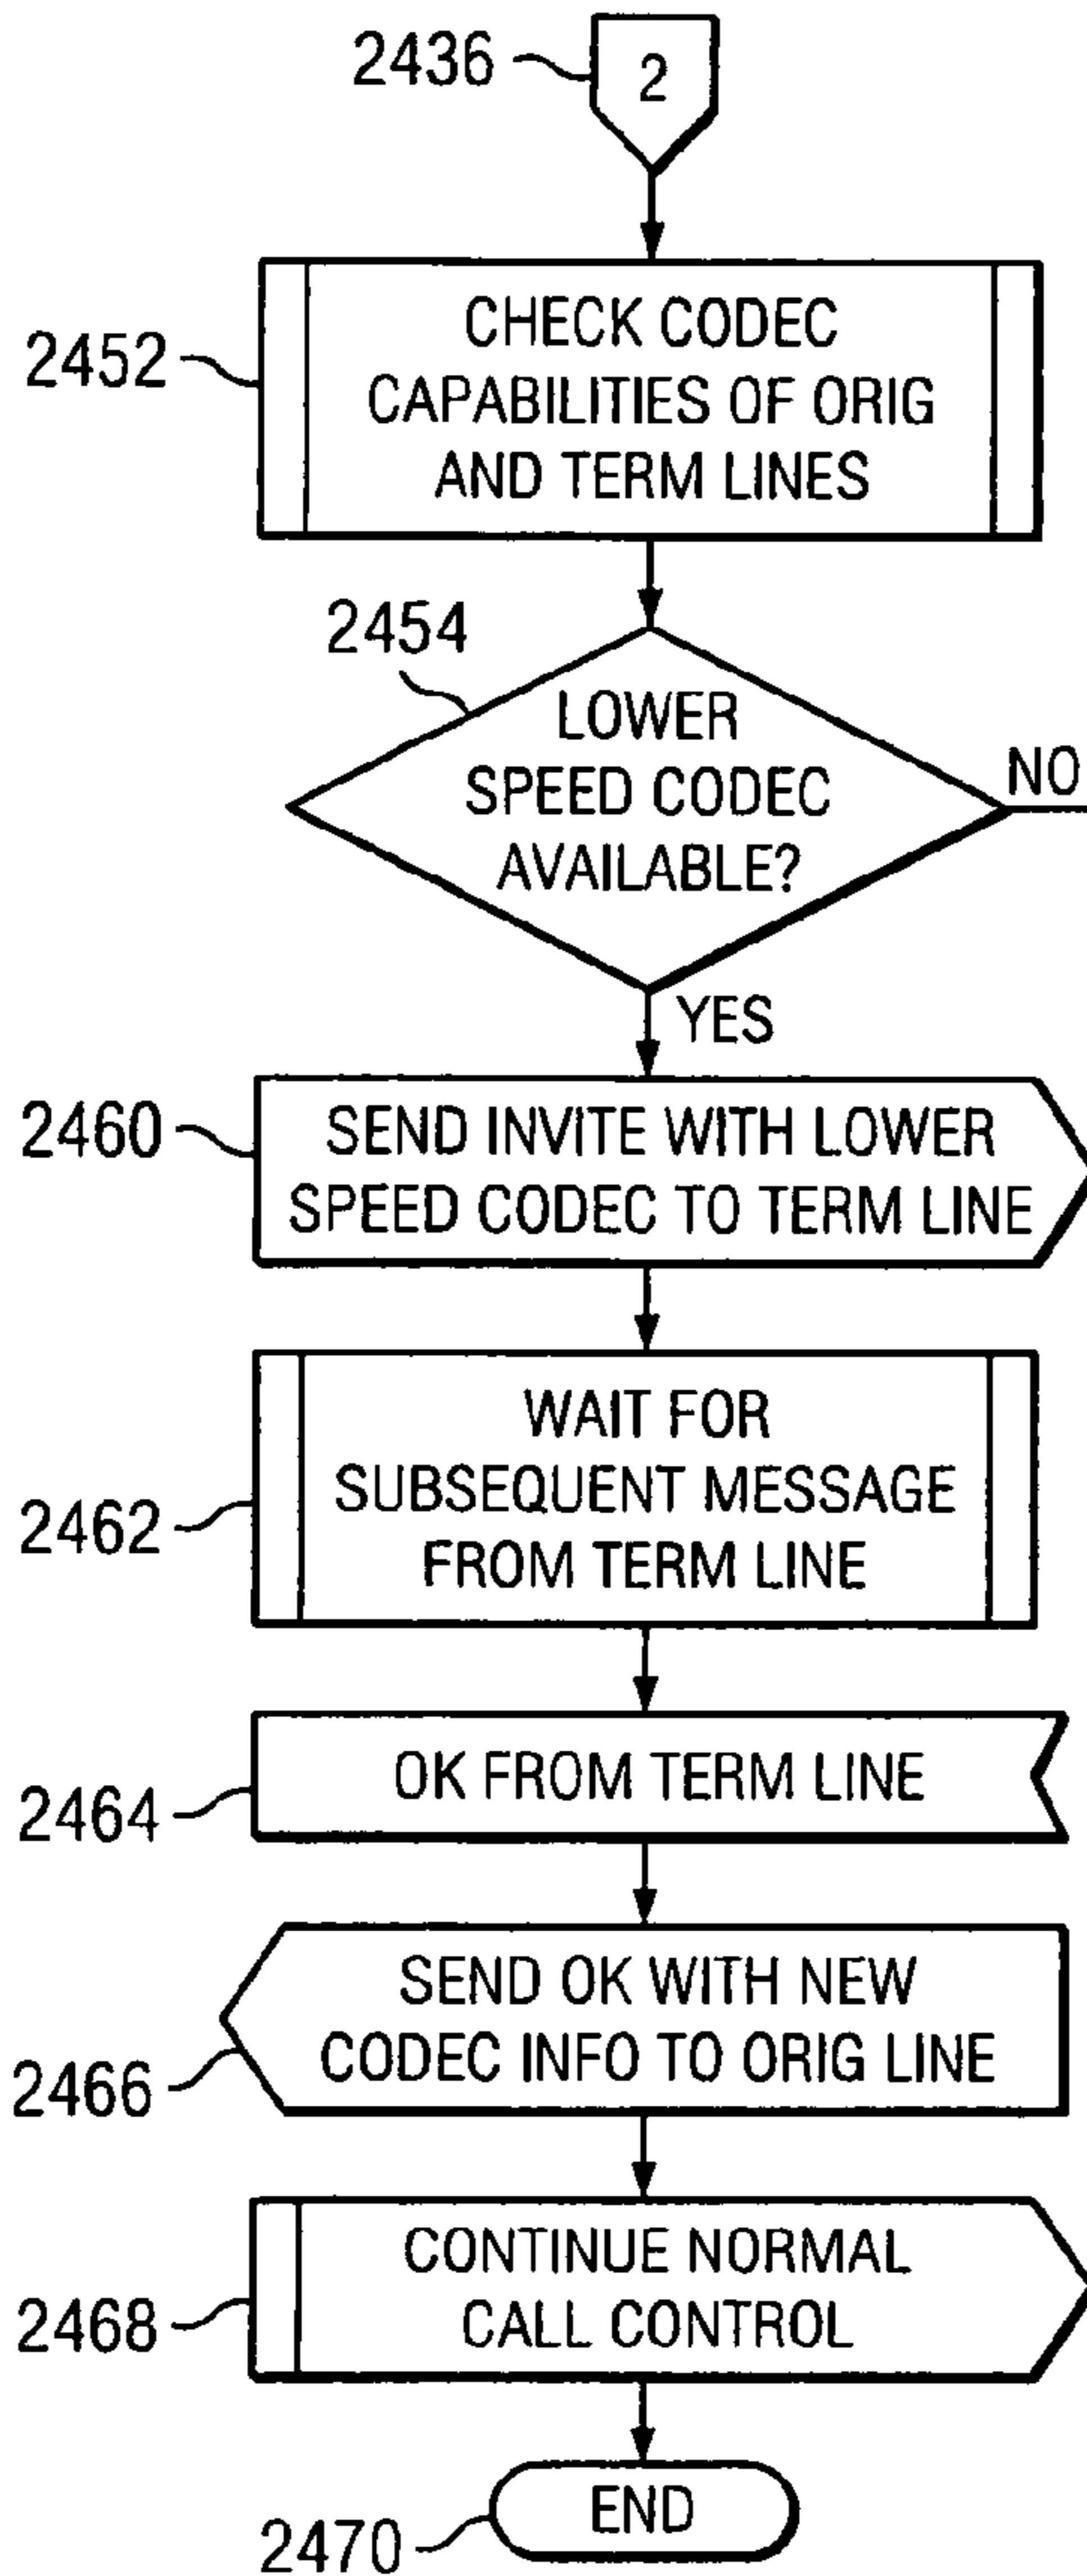 2436
2
2452
CHECK CODEC
CAPABILITIES OF ORIG
AND TERM LINES
2454
LOWER
SPEED CODEC
AVAILABLE?
NO
YES
2460
SEND INVITE WITH LOWER
SPEED CODEC TO TERM LINE
2462
WAIT FOR
SUBSEQUENT MESSAGE
FROM TERM LINE
2464
OK FROM TERM LINE
2466
SEND OK WITH NEW
CODEC INFO TO ORIG LINE
2468
CONTINUE NORMAL
CALL CONTROL
2470
END